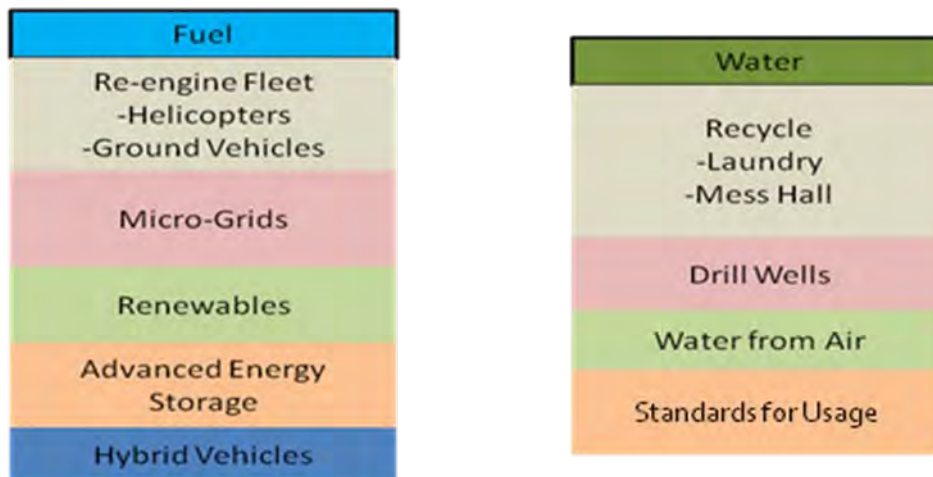 Fuel
Re-engine Fleet
-Helicopters
-Ground Vehicles
Micro-Grids
Renewables
Advanced Energy
Storage
Hybrid Vehicles
Water
Recycle
-Laundry
-Mess Hall
Drill Wells
Water from Air
Standards for Usage